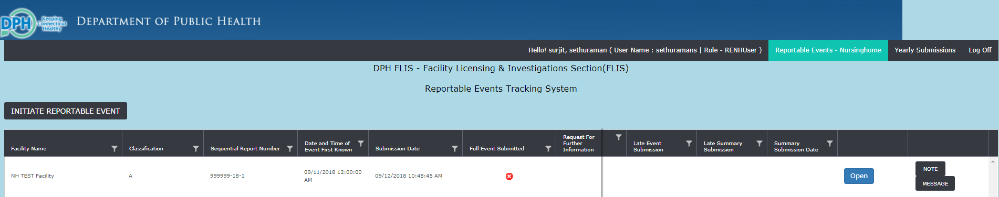 DPH Keeping Connecticut Healthy
DEPARTMENT OF PUBLIC HEALTH
Hello! surjit, sethuraman ( User Name : sethuramans | Role - RENHUser ) Reportable Events - Nursinghome Yearly Submissions Log Off
DPH FLIS - Facility Licensing & Investigations Section(FLIS)
Reportable Events Tracking System
INITIATE REPORTABLE EVENT
Facility Name
Classification
Sequential Report Number
Date and Time of
Event First Known
Submission Date
Full Event Submitted
Request For
Further
Information
Late Event
Submission
Late Summary
Submission
Summary
Submission Date
NH TEST Facility
A
999999-18-1
09/11/2018 12:00:00
AM
09/12/2018 10:48:45 AM
Open
NOTE
MESSAGE